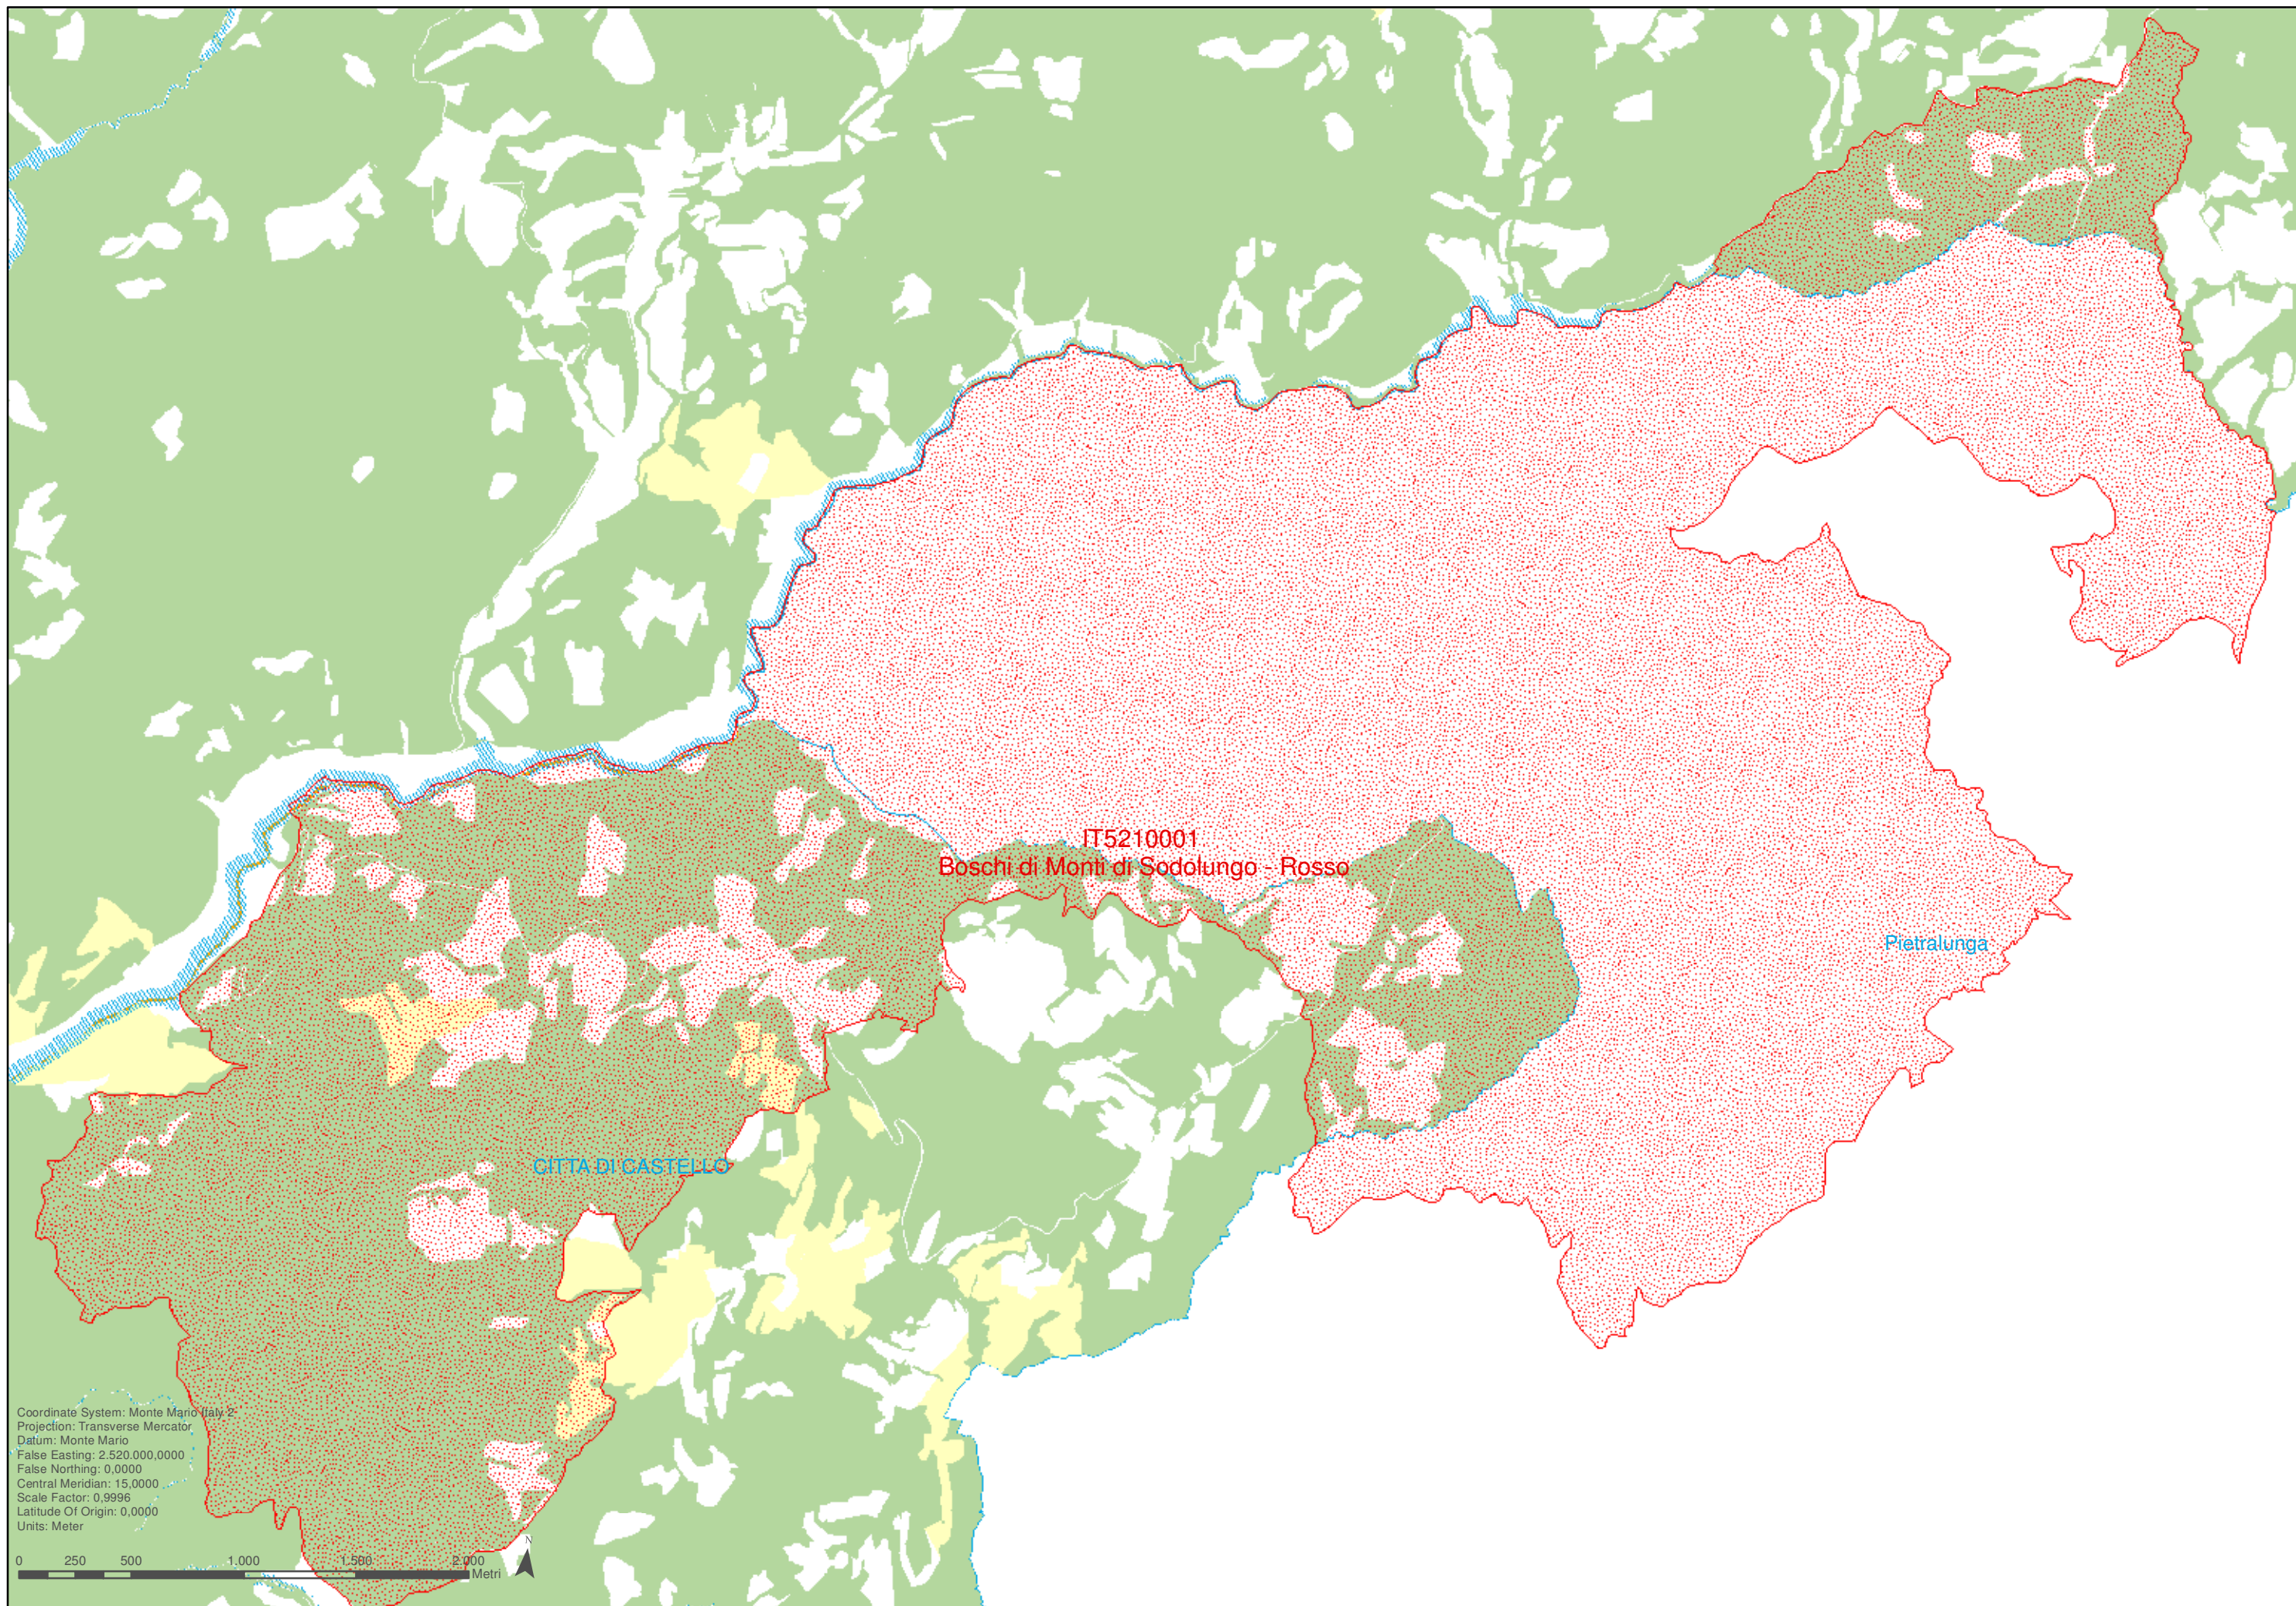 IT5210001
Boschi di Monti di Sodolungo - Rosso
Pietralunga
CITTA DI CASTELLO
Coordinate System: Monte Mario Italy 2
Projection: Transverse Mercator
Datum: Monte Mario
False Easting: 2.520.000,0000
False Northing: 0,0000
Central Meridian: 15,0000
Scale Factor: 0,9996
Latitude Of Origin: 0,0000
Units: Meter
N
0 250 500 1.000 1.500 2.000
Metri